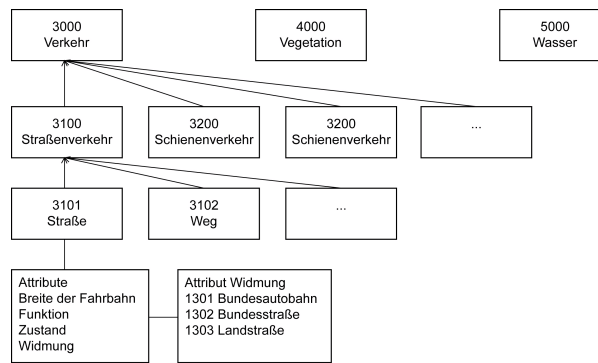 3000
Verkehr
4000
Vegetation
5000
Wasser
3100
Straßenverkehr
3200
Schienenverkehr
3200
Schienenverkehr
...
3101
Straße
3102
Weg
...
Attribute
Breite der Fahrbahn
Funktion
Zustand
Widmung
Attribut Widmung
1301 Bundesautobahn
1302 Bundesstraße
1303 Landstraße